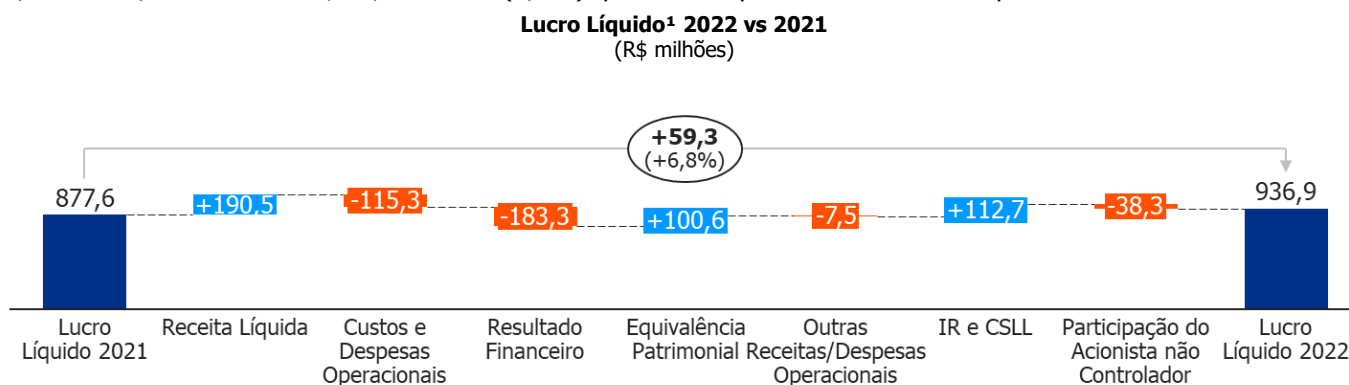 Lucro Líquido¹ 2022 vs 2021
(R$ milhões)
+59,3
(+6,8%)
877,6
+190,5
-115,3
-183,3
+100,6
-7,5
+112,7
-38,3
936,9
Lucro
Líquido 2021
Receita Líquida
Custos e
Despesas
Operacionais
Resultado
Financeiro
Equivalência
Patrimonial
Outras
Receitas/Despesas
Operacionais
IR e CSLL
Participação do
Acionista não
Controlador
Lucro
Líquido 2022